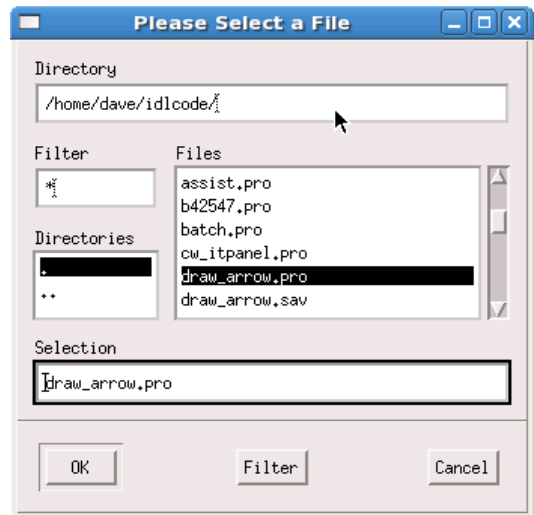 Please Select a File
Directory
/home/dave/idlcode/
Filter
Files
*
assist.pro
b42547.pro
batch.pro
cw_itpanel.pro
draw_arrow.pro
draw_arrow.sav
Directories
.
..
Selection
draw_arrow.pro
OK
Filter
Cancel